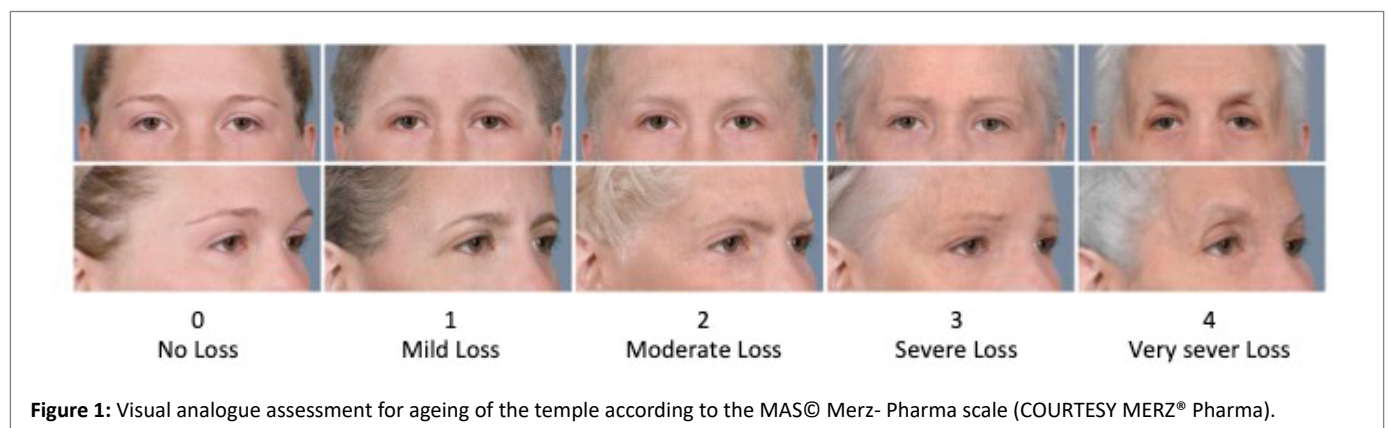 0
No Loss
1
Mild Loss
2
Moderate Loss
3
Severe Loss
4
Very sever Loss
Figure 1: Visual analogue assessment for ageing of the temple according to the MAS© Merz- Pharma scale (COURTESY MERZ® Pharma).